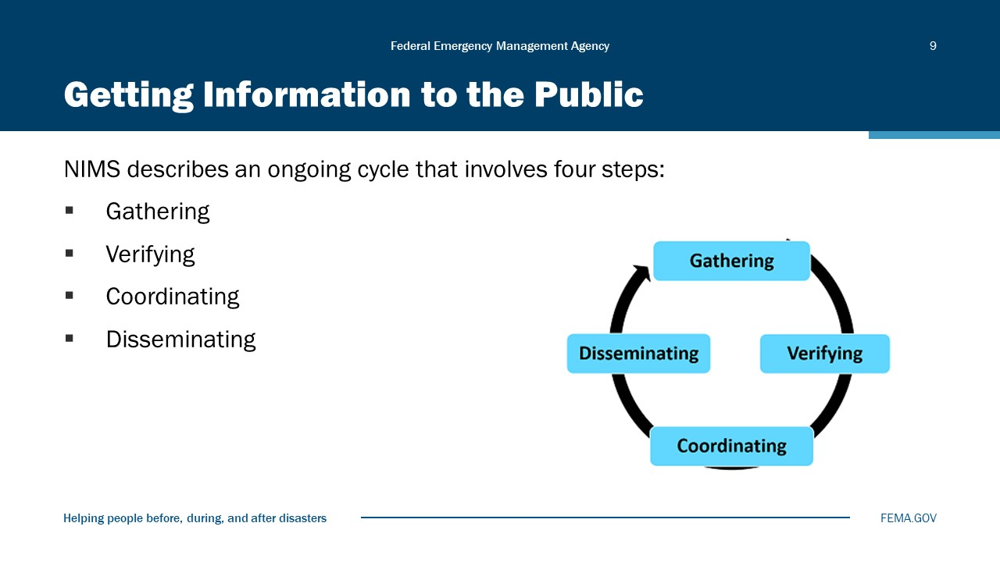 Federal Emergency Management Agency
9
Getting Information to the Public
NIMS describes an ongoing cycle that involves four steps:
▪ Gathering
▪ Verifying
▪ Coordinating
▪ Disseminating
Gathering
Disseminating
Verifying
Coordinating
Helping people before, during, and after disasters
FEMA.GOV